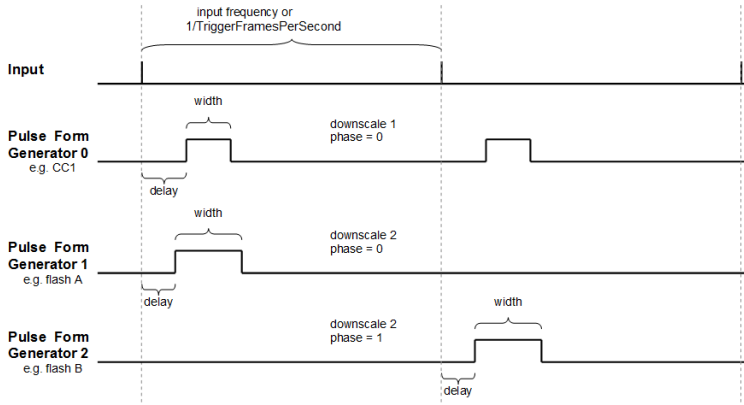 input frequency or
1/TriggerFramesPerSecond
Input
width
downscale 1
phase = 0
Pulse Form
Generator 0
e.g. CC1
delay
width
downscale 2
phase = 0
Pulse Form
Generator 1
e.g. flash A
delay
width
downscale 2
phase = 1
Pulse Form
Generator 2
e.g. flash B
delay